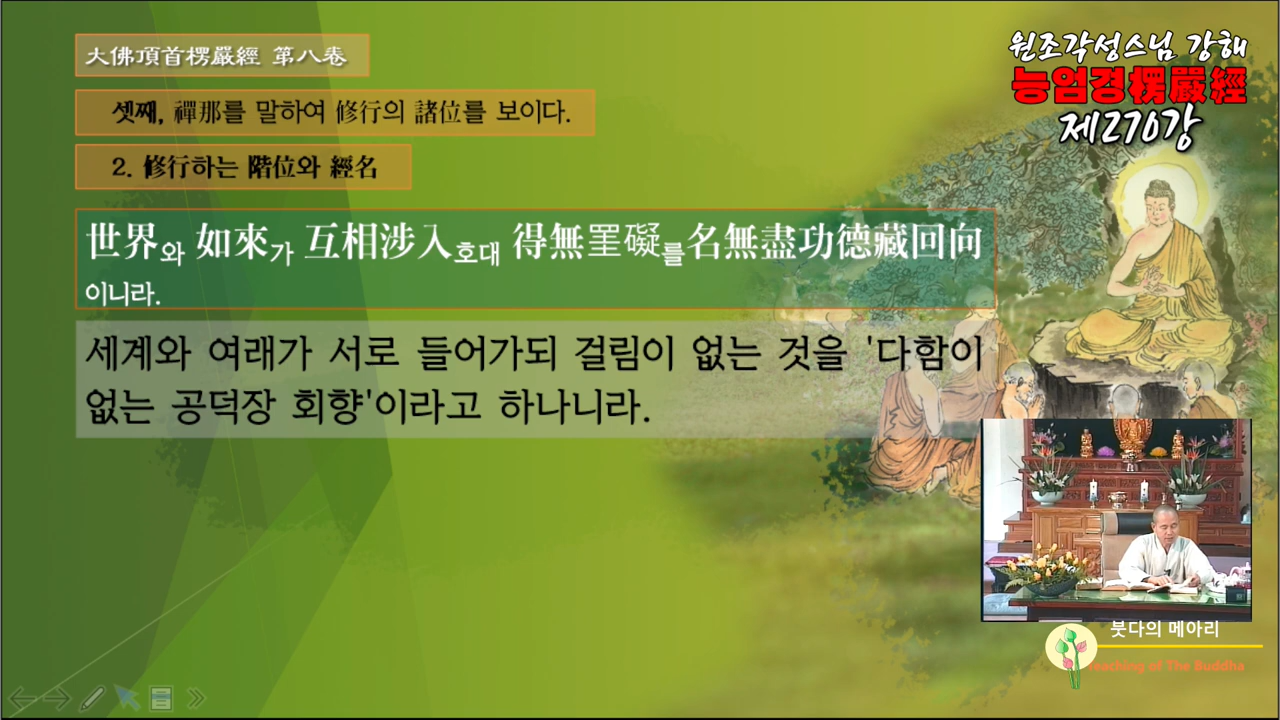 大佛頂首楞嚴經 第八卷
셋째, 禪那를 말하여 修行의 諸位를 보이다.
2. 修行하는 階位와 經名
世界와 如來가 互相涉入호대 得無罣礙를名無盡功德藏回向
이니라.
세계와 여래가 서로 들어가되 걸림이 없는 것을 '다함이
없는 공덕장 회향'이라고 하나니라.
원조각성스님 강해
능엄경楞嚴經
제270강
붓다의 메아리
Teaching of The Buddha